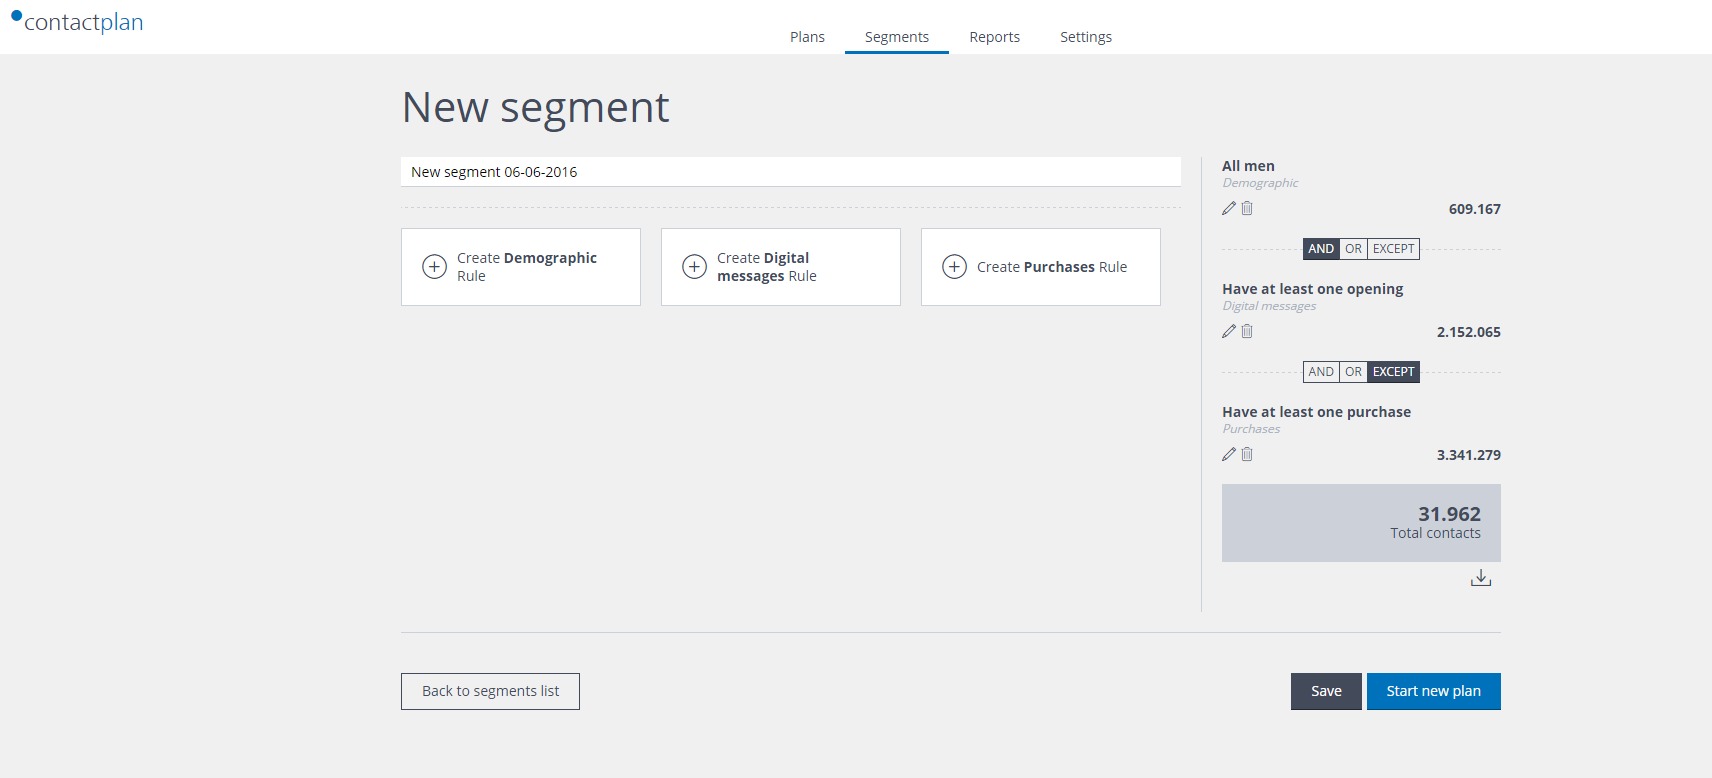 contactplan
Plans Segments Reports Settings
New segment
New segment 06-06-2016
Create Demographic
Rule
Create Digital
messages Rule
Create Purchases Rule
All men
Demographic
609.167
AND OR EXCEPT
Have at least one opening
Digital messages
2.152.065
AND OR EXCEPT
Have at least one purchase
Purchases
3.341.279
31.962
Total contacts
Back to segments list
Save
Start new plan